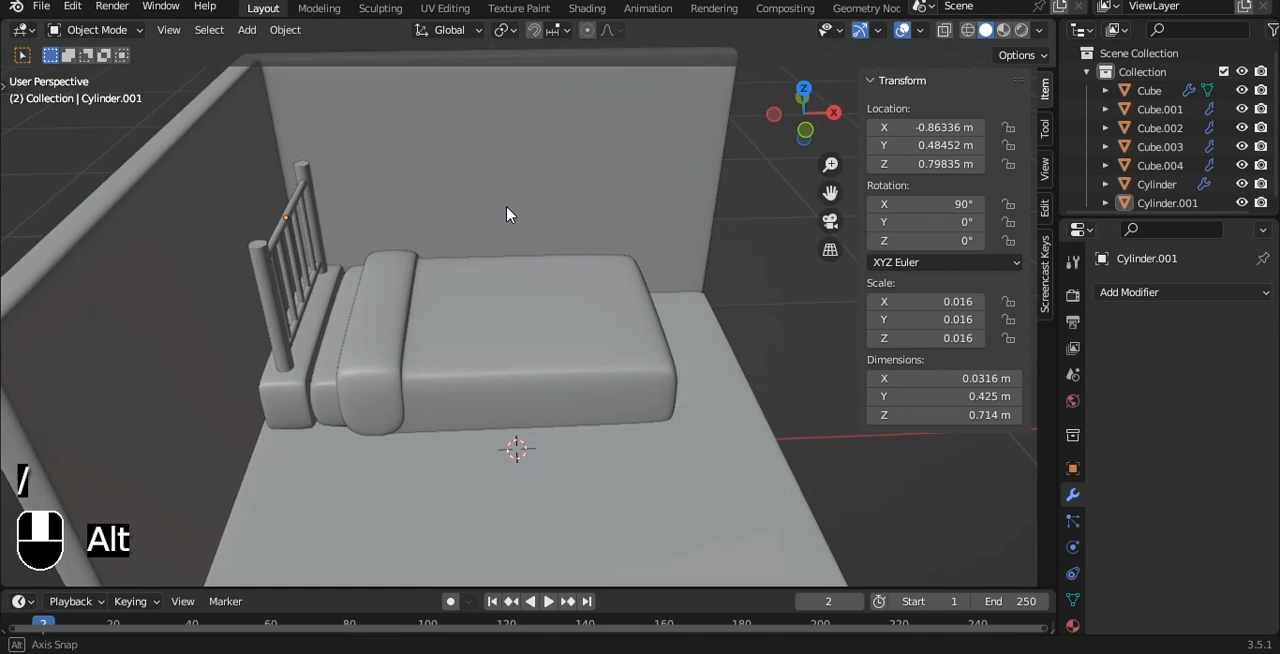 File Edit Render Window Help Layout Modeling Sculpting UV Editing Texture Paint Shading Animation Rendering Compositing Geometry Noc Scene ViewLayer
Object Mode View Select Add Object Global
Options
User Perspective
(2) Collection | Cylinder.001
Z
X
Transform
Location:
X -0.86336 m
Y 0.48452 m
Z 0.79835 m
Rotation:
X 90°
Y 0°
Z 0°
XYZ Euler
Scale:
X 0.016
Y 0.016
Z 0.016
Dimensions:
X 0.0316 m
Y 0.425 m
Z 0.714 m
Item
Tool
View
Edit
Screencast Keys
Scene Collection
Collection
Cube
Cube.001
Cube.002
Cube.003
Cube.004
Cylinder
Cylinder.001
Cylinder.001
Add Modifier
/
Alt
Playback Keying View Marker 2 Start 1 End 250
2 20 40 60 80 100 120 140 160 180 200 220 240
Alt Axis Snap 3.5.1